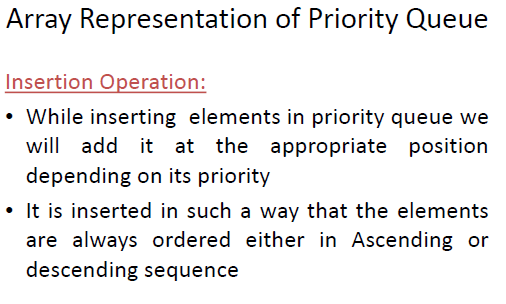 Array Representation of Priority Queue
Insertion Operation:
• While inserting elements in priority queue we
will add it at the appropriate position
depending on its priority
• It is inserted in such a way that the elements
are always ordered either in Ascending or
descending sequence